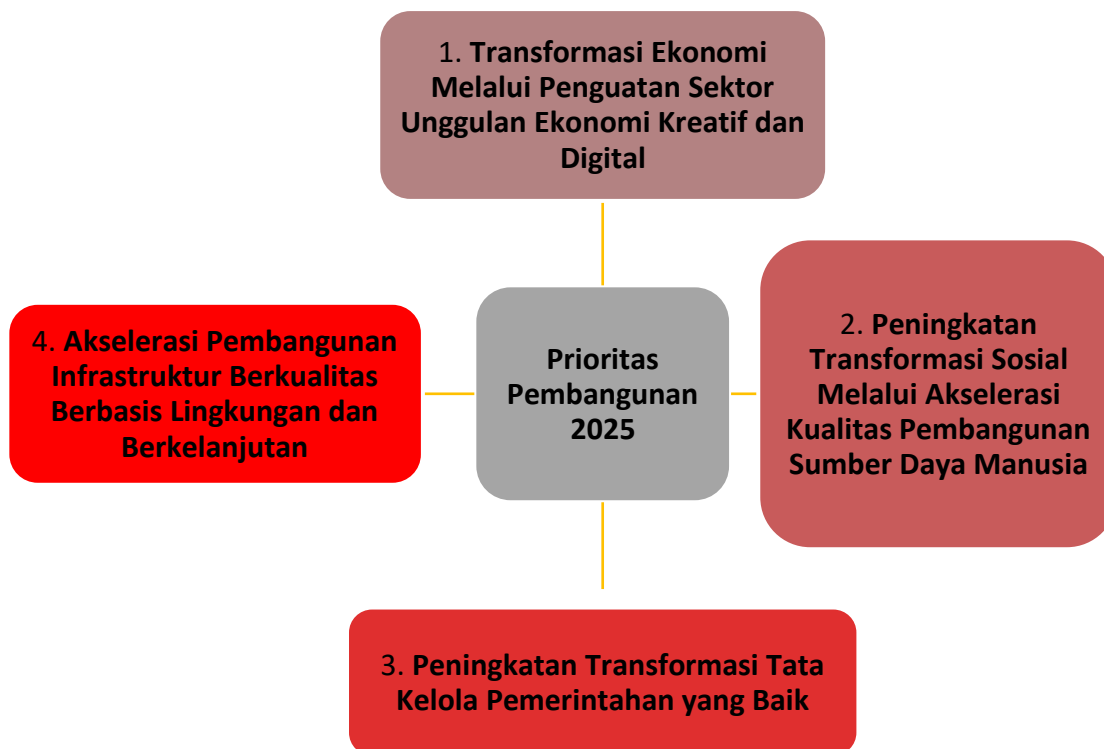 1. Transformasi Ekonomi
Melalui Penguatan Sektor
Unggulan Ekonomi Kreatif dan
Digital
Prioritas
Pembangunan
2025
2. Peningkatan
Transformasi Sosial
Melalui Akselerasi
Kualitas Pembangunan
Sumber Daya Manusia
3. Peningkatan Transformasi Tata
Kelola Pemerintahan yang Baik
4. Akselerasi Pembangunan
Infrastruktur Berkualitas
Berbasis Lingkungan dan
Berkelanjutan